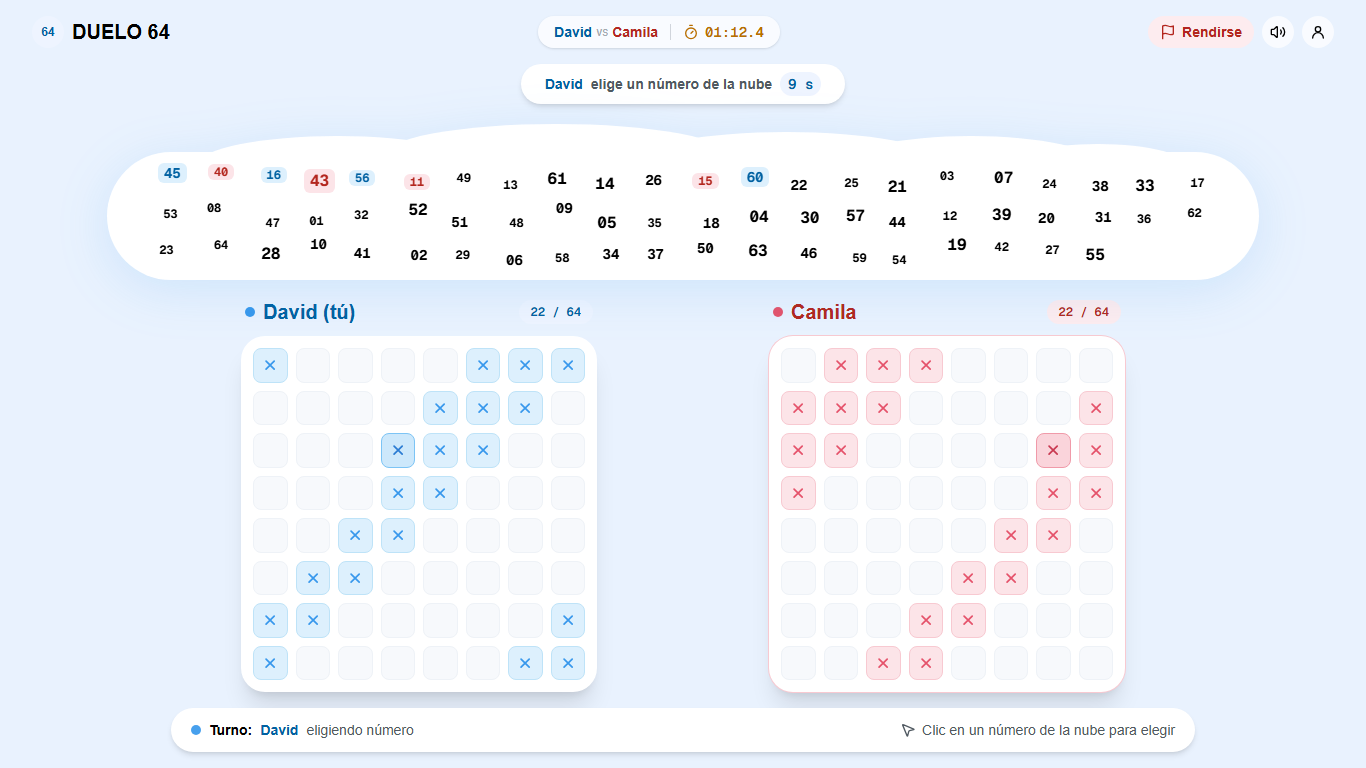 64 DUELO 64 David vs Camila 01:12.4 Rendirse
David elige un número de la nube 9 s
45 40 16 43 56 11 49 13 61 14 26 15 60 22 25 21 03 07 24 38 33 17
53 08 47 01 32 52 51 48 09 05 35 18 04 30 57 44 12 39 20 31 36 62
23 64 28 10 41 02 29 06 58 34 37 50 63 46 59 54 19 42 27 55
David (tú) 22 / 64 Camila 22 / 64
Turno: David eligiendo número Clic en un número de la nube para elegir